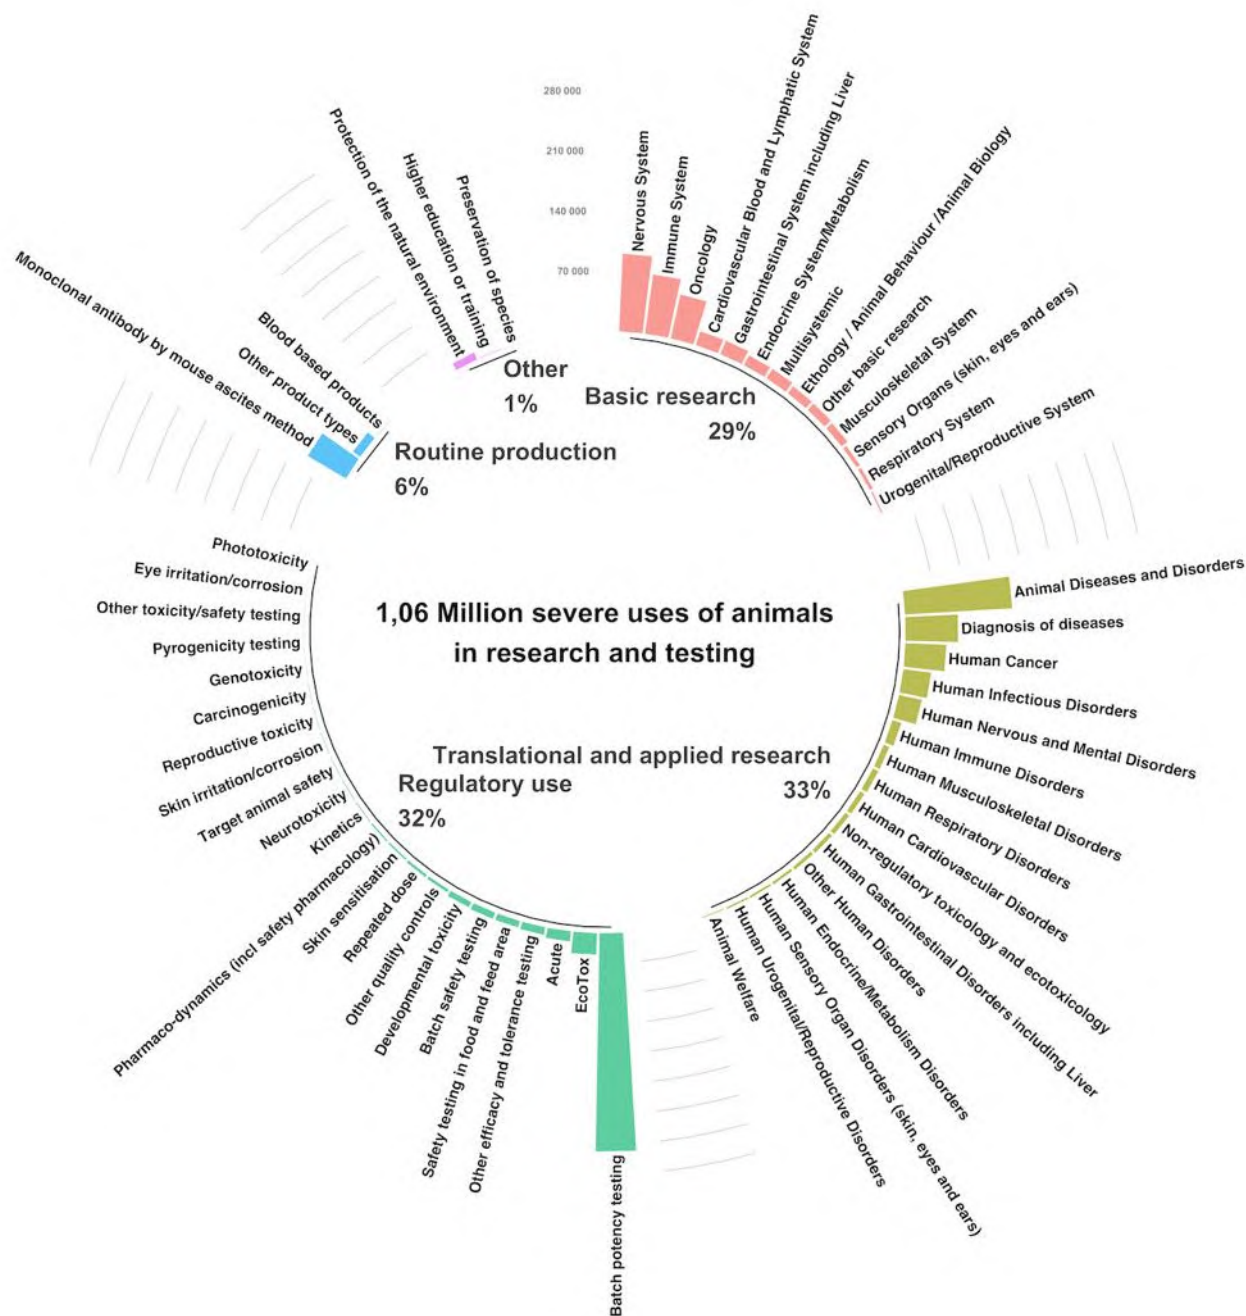 280 000
210 000
140 000
70 000
Nervous System
Immune System
Oncology
Cardiovascular Blood and Lymphatic System
Gastrointestinal System including Liver
Endocrine System/Metabolism
Multisystemic
Ethology / Animal Behaviour /Animal Biology
Other basic research
Musculoskeletal System
Sensory Organs (skin, eyes and ears)
Respiratory System
Urogenital/Reproductive System
Basic research
29%
Animal Diseases and Disorders
Diagnosis of diseases
Human Cancer
Human Infectious Disorders
Human Nervous and Mental Disorders
Human Immune Disorders
Human Musculoskeletal Disorders
Human Respiratory Disorders
Human Cardiovascular Disorders
Non-regulatory toxicology and ecotoxicology
Human Gastrointestinal Disorders including Liver
Other Human Disorders
Human Endocrine/Metabolism Disorders
Human Sensory Organ Disorders (skin, eyes and ears)
Human Urogenital/Reproductive Disorders
Animal Welfare
Translational and applied research
33%
Batch potency testing
EcoTox
Acute
Other efficacy and tolerance testing
Safety testing in food and feed area
Batch safety testing
Developmental toxicity
Other quality controls
Repeated dose
Skin sensitisation
Pharmaco-dynamics (incl safety pharmacology)
Kinetics
Neurotoxicity
Target animal safety
Skin irritation/corrosion
Reproductive toxicity
Carcinogenicity
Genotoxicity
Pyrogenicity testing
Other toxicity/safety testing
Eye irritation/corrosion
Phototoxicity
Regulatory use
32%
Monoclonal antibody by mouse ascites method
Other product types
Blood based products
Routine production
6%
Protection of the natural environment
Higher education or training
Preservation of species
Other
1%
1,06 Million severe uses of animals
in research and testing